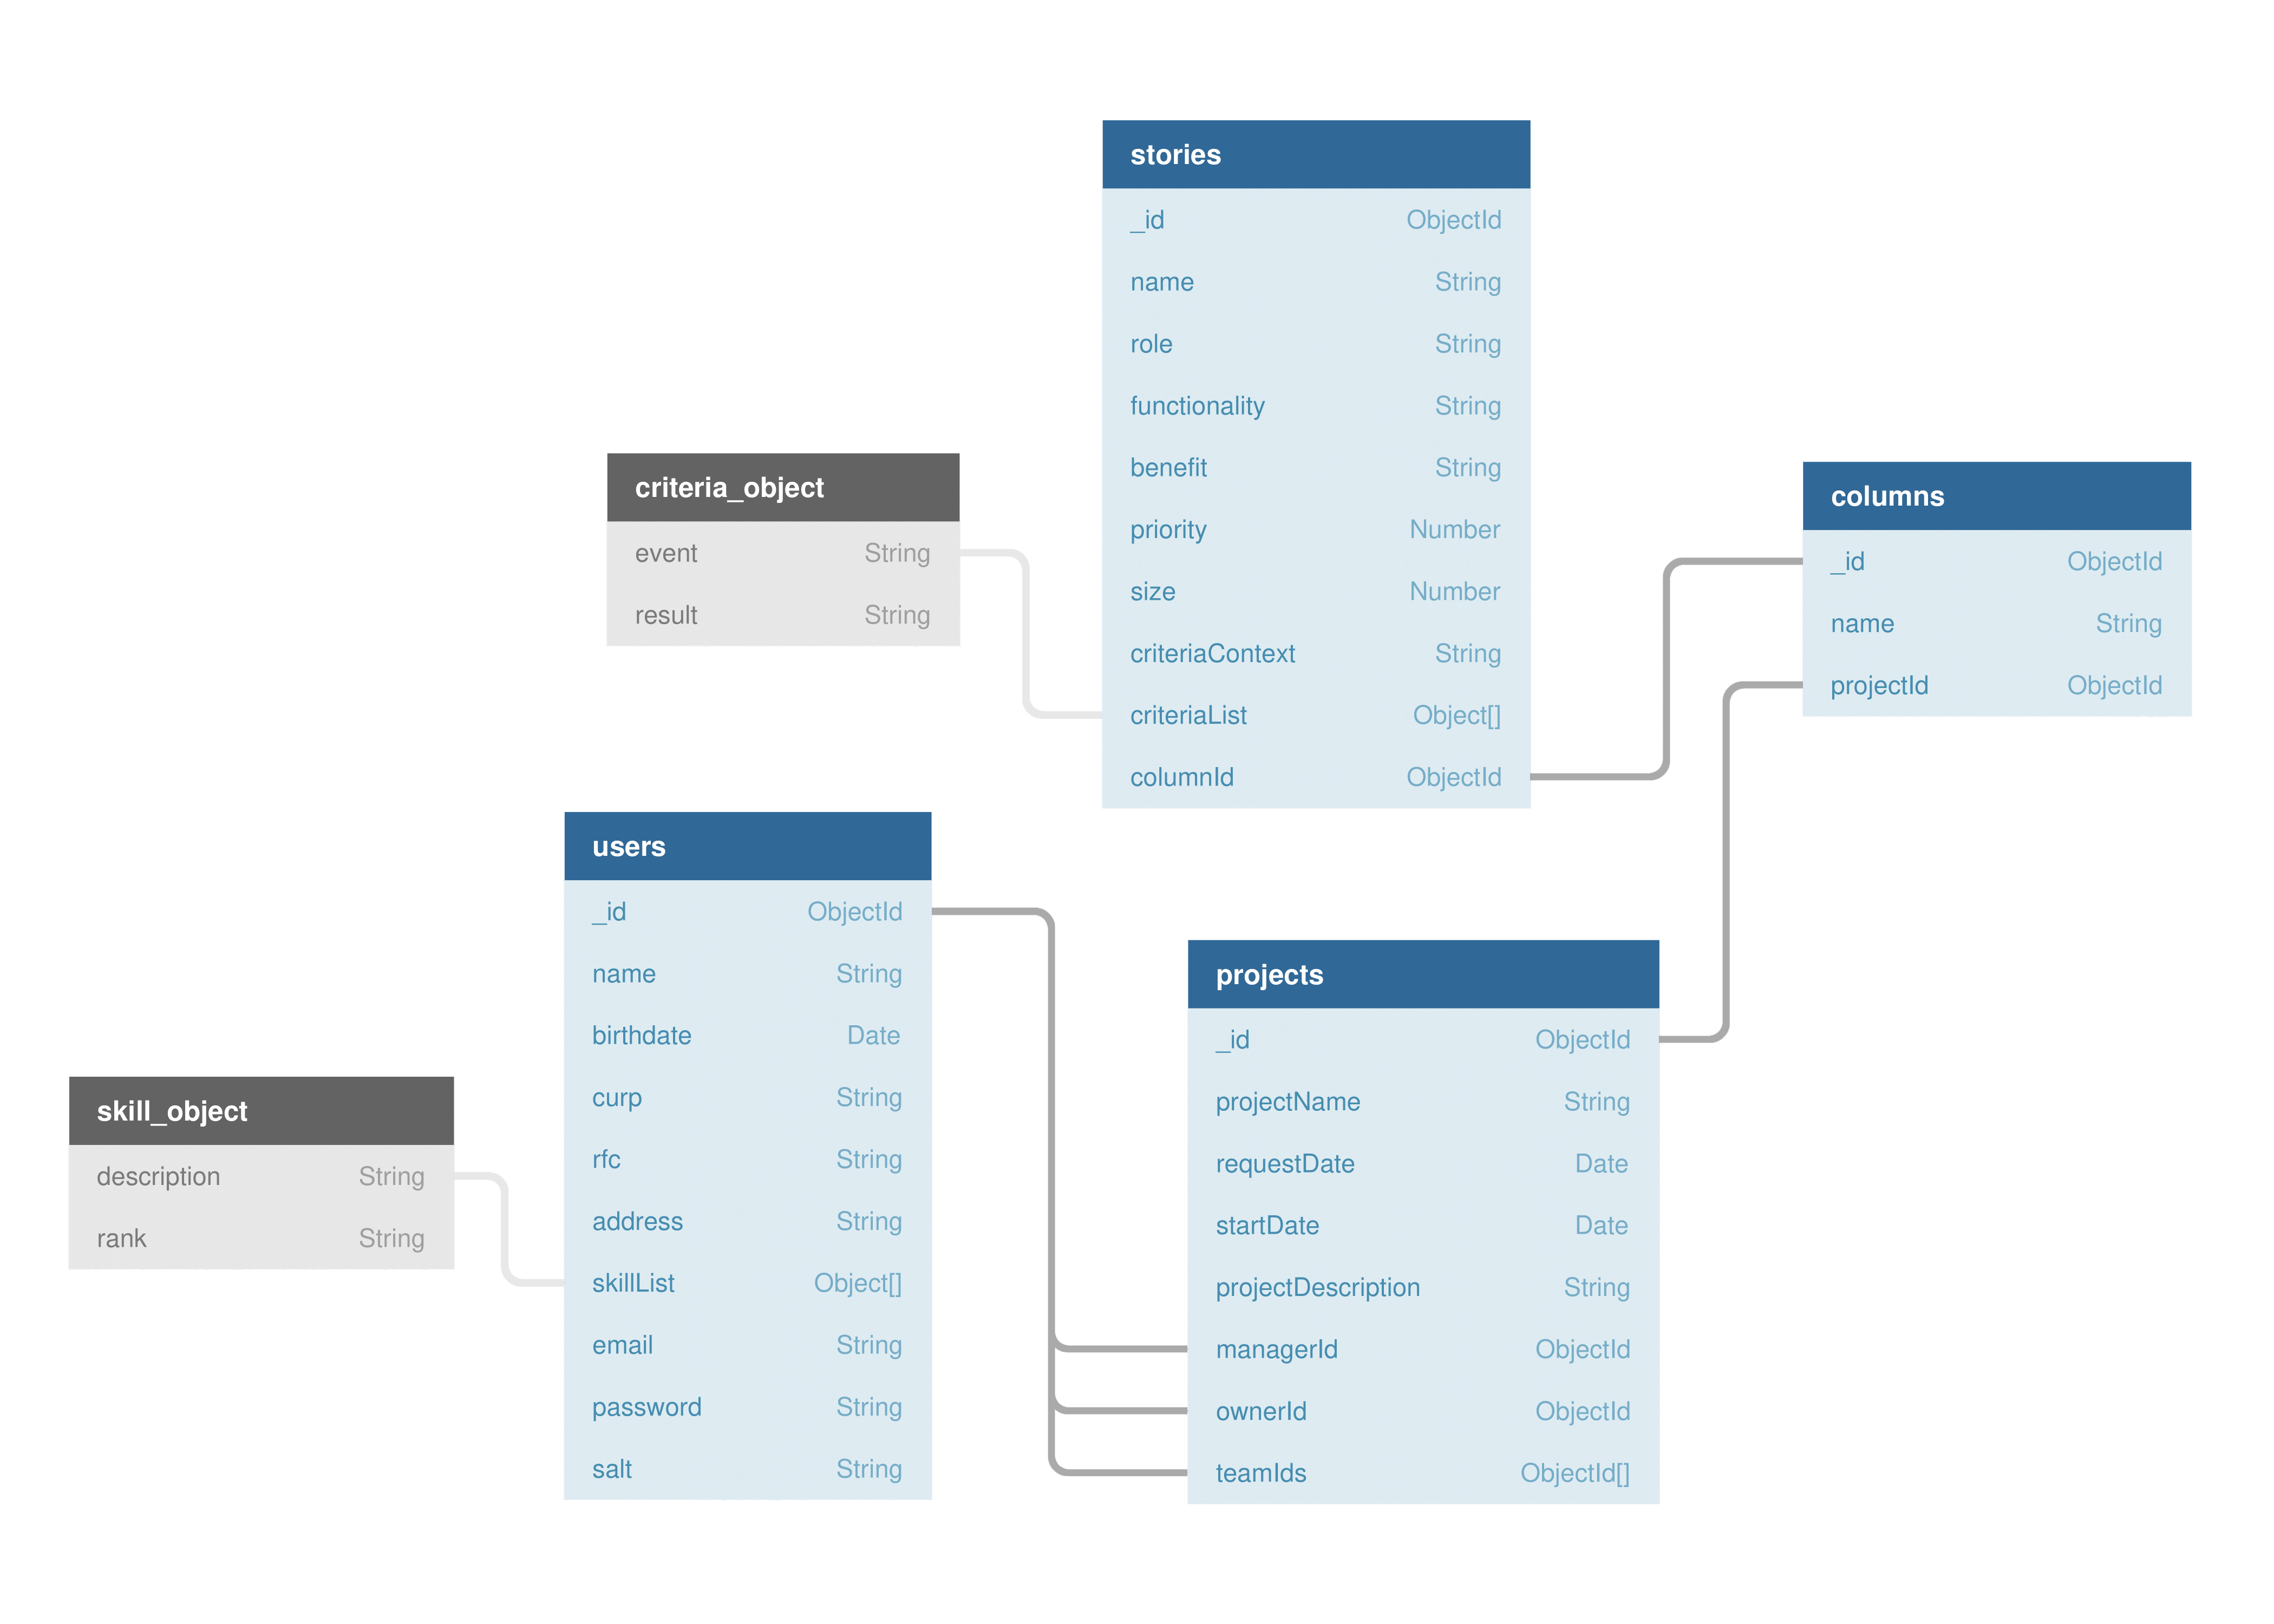 stories
_id ObjectId
name String
role String
functionality String
benefit String
priority Number
size Number
criteriaContext String
criteriaList Object[]
columnId ObjectId
criteria_object
event String
result String
columns
_id ObjectId
name String
projectId ObjectId
users
_id ObjectId
name String
birthdate Date
curp String
rfc String
address String
skillList Object[]
email String
password String
salt String
projects
_id ObjectId
projectName String
requestDate Date
startDate Date
projectDescription String
managerId ObjectId
ownerId ObjectId
teamIds ObjectId[]
skill_object
description String
rank String